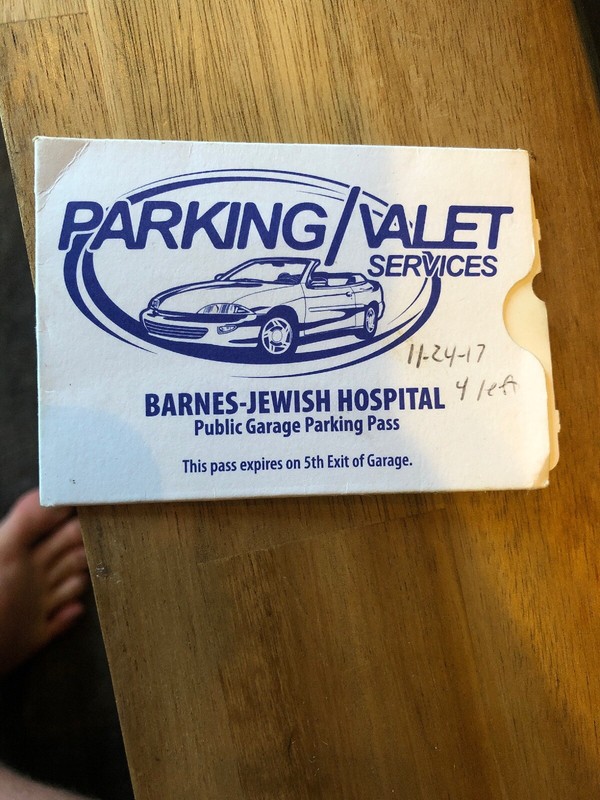 PARKING/VALET
SERVICES
11-24-17
4 left
BARNES-JEWISH HOSPITAL
Public Garage Parking Pass
This pass expires on 5th Exit of Garage.